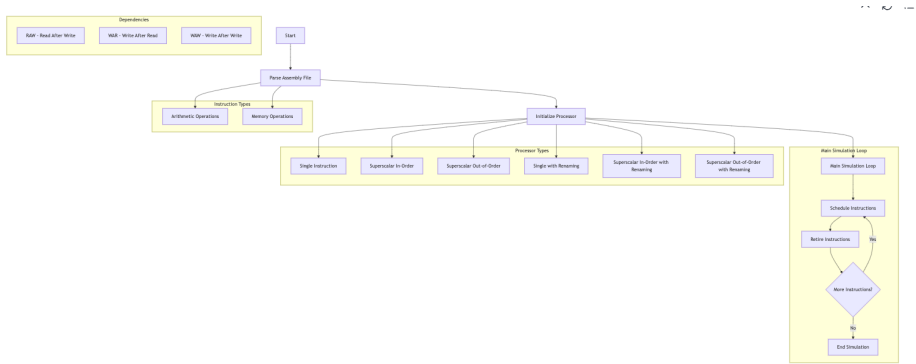 Dependencies
RAW - Read After Write
WAR - Write After Read
WAW - Write After Write
Start
Parse Assembly File
Instruction Types
Arithmetic Operations
Memory Operations
Initialize Processor
Processor Types
Single Instruction
Superscalar In-Order
Superscalar Out-of-Order
Single with Renaming
Superscalar In-Order with
Renaming
Superscalar Out-of-Order
with Renaming
Main Simulation Loop
Main Simulation Loop
Schedule Instructions
Retire Instructions
Yes
More Instructions?
No
End Simulation